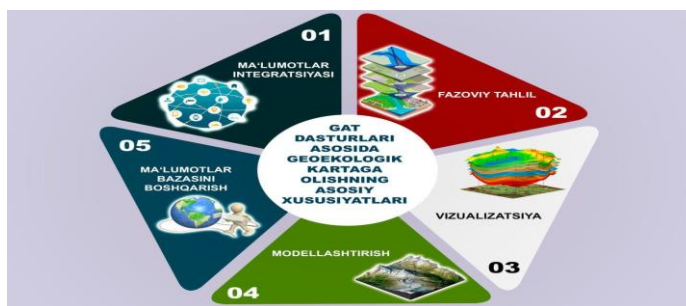 01
MA'LUMOTLAR
INTEGRATSIYASI
FAZOVIY TAHLIL
02
VIZUALIZATSIYA
03
MODELLASHTIRISH
04
05
MA'LUMOTLAR
BAZASINI
BOSHQARISH
GAT
DASTURLARI
ASOSIDA
GEOEKOLOGIK
KARTAGA
OLISHNING
ASOSIY
XUSUSIYATLARI